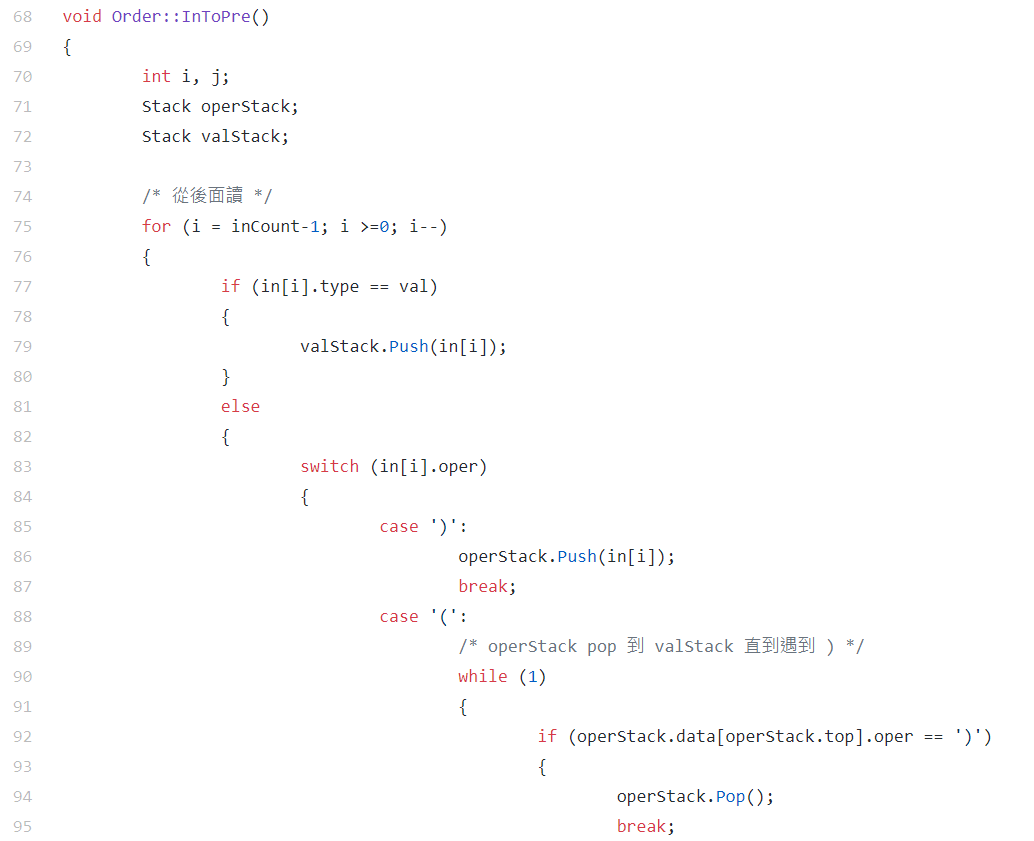 68 void Order::InToPre()
69 {
70 int i, j;
71 Stack operStack;
72 Stack valStack;
73
74 /* 從後面讀 */
75 for (i = inCount-1; i >=0; i--)
76 {
77 if (in[i].type == val)
78 {
79 valStack.Push(in[i]);
80 }
81 else
82 {
83 switch (in[i].oper)
84 {
85 case ')':
86 operStack.Push(in[i]);
87 break;
88 case '(':
89 /* operStack pop 到 valStack 直到遇到 ) */
90 while (1)
91 {
92 if (operStack.data[operStack.top].oper == ')')
93 {
94 operStack.Pop();
95 break;